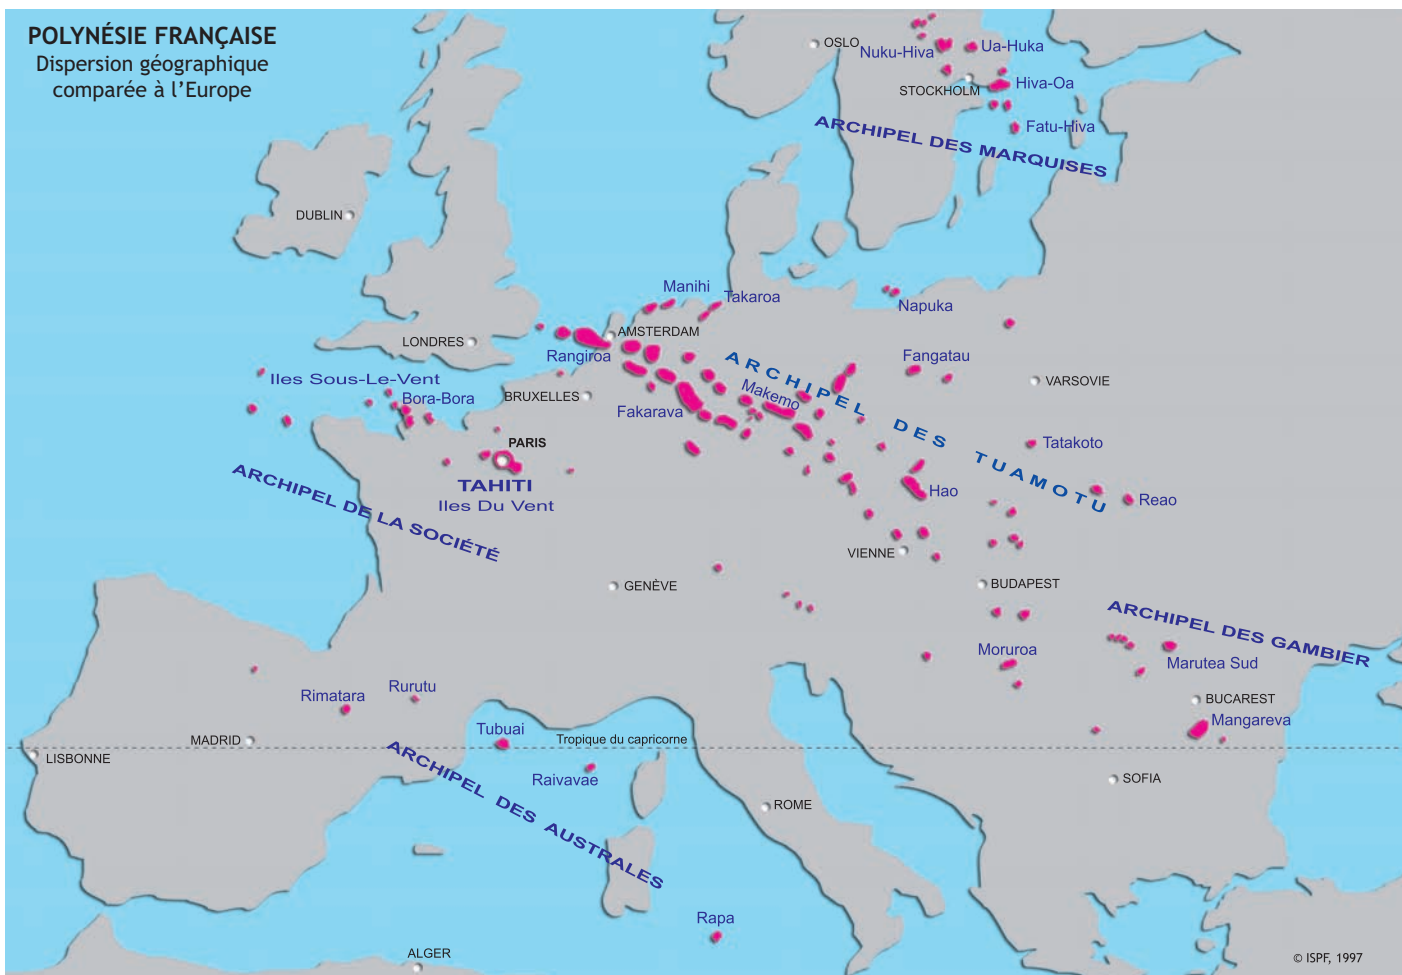 POLYNÉSIE FRANÇAISE
Dispersion géographique
comparée à l'Europe
OSLO
Nuku-Hiva
Ua-Huka
STOCKHOLM
Hiva-Oa
Fatu-Hiva
ARCHIPEL DES MARQUISES
DUBLIN
Manihi
Takaroa
Napuka
LONDRES
AMSTERDAM
Rangiroa
Fangatau
ARCHIPEL DES TUAMOTU
VARSOVIE
Iles Sous-Le-Vent
Bora-Bora
BRUXELLES
Makemo
Fakarava
PARIS
Tatakoto
TAHITI
Iles Du Vent
Hao
Reao
ARCHIPEL DE LA SOCIÉTÉ
VIENNE
GENÈVE
BUDAPEST
ARCHIPEL DES GAMBIER
Moruroa
Marutea Sud
Rimatara
Rurutu
BUCAREST
Mangareva
Tubuai
MADRID
Tropique du capricorne
LISBONNE
ARCHIPEL DES AUSTRALES
Raivavae
SOFIA
ROME
Rapa
ALGER
© ISPF, 1997